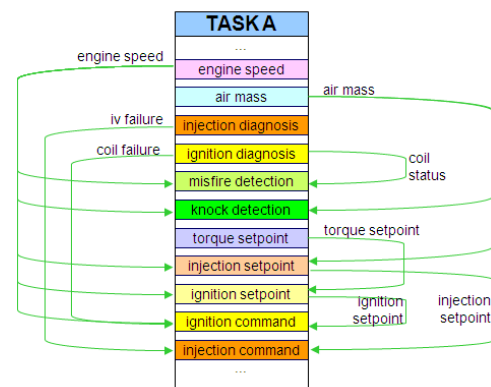 TASK A
...
engine speed
engine speed
air mass
air mass
iv failure
injection diagnosis
coil failure
ignition diagnosis
coil
status
misfire detection
knock detection
torque setpoint
torque setpoint
injection setpoint
ignition setpoint
ignition
setpoint
injection
setpoint
ignition command
injection command
...